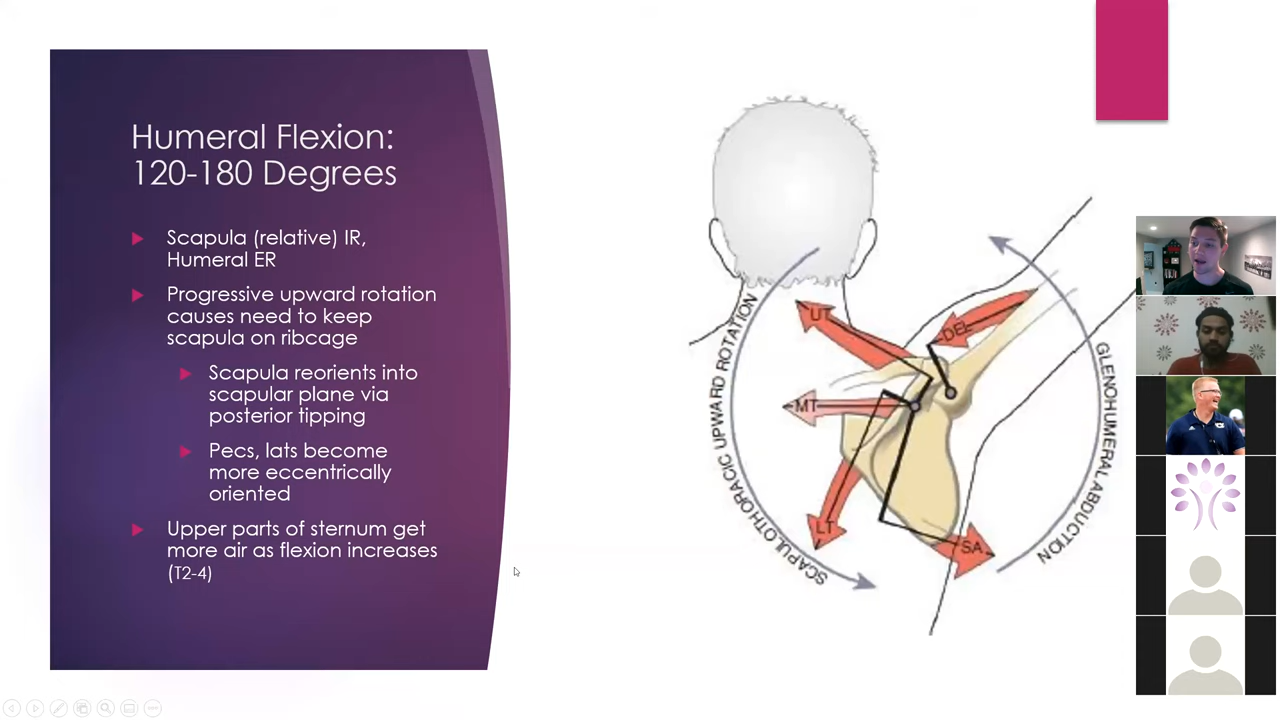 Humeral Flexion:
120-180 Degrees
Scapula (relative) IR,
Humeral ER
Progressive upward rotation
causes need to keep
scapula on ribcage
Scapula reorients into
scapular plane via
posterior tipping
Pecs, lats become
more eccentrically
oriented
Upper parts of sternum get
more air as flexion increases
(T2-4)
UT
DEL
MT
LT
SA
SCAPULOTHORACIC UPWARD ROTATION
GLENOHUMERAL ABDUCTION